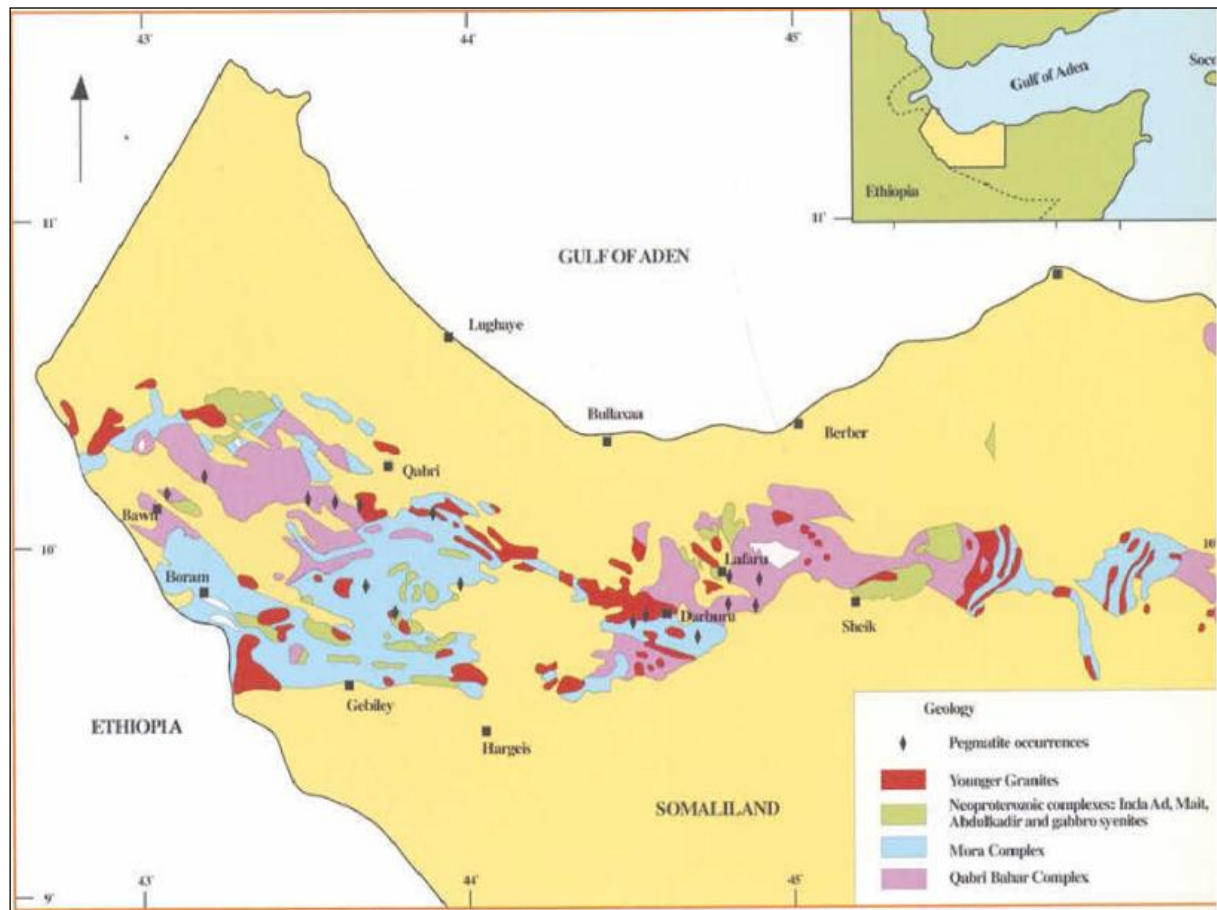 43°
44°
45°
Gulf of Aden
Ethiopia
11°
11°
GULF OF ADEN
Lughaye
Bullaxaa
Berber
Qabri
Bawn
10°
10
Boram
Lafaru
Darburu
Sheik
Gebiley
ETHIOPIA
Hargeis
SOMALILAND
Geology
Pegmatite occurrences
Younger Granites
Neoproterozoic complexes: Inda Ad, Mait,
Abdulkadir and gabbro syenites
Mora Complex
Qabri Bahar Complex
43°
44°
45°
9°